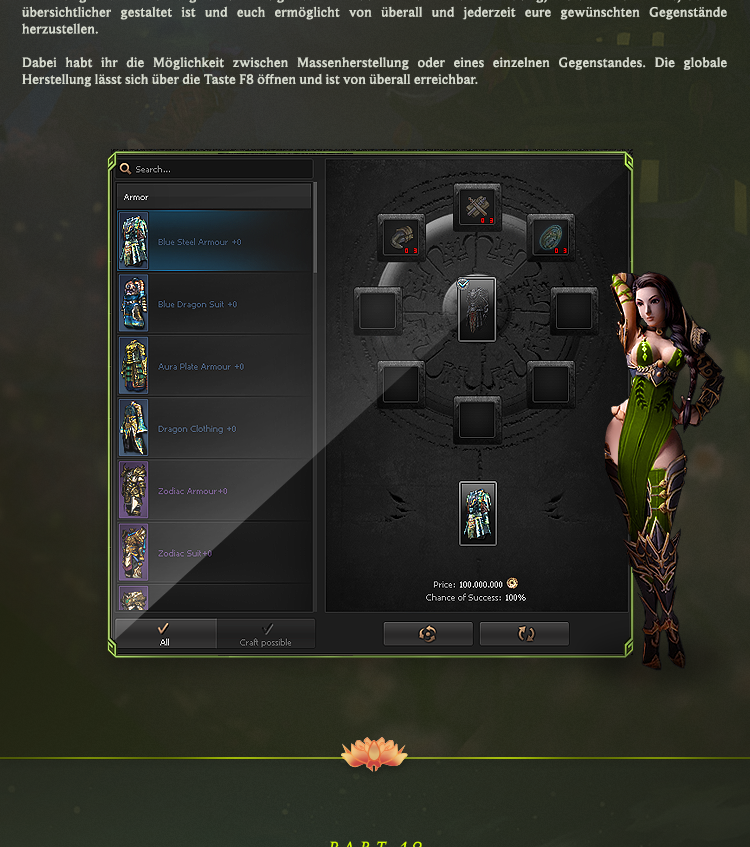 übersichtlicher gestaltet ist und euch ermöglicht von überall und jederzeit eure gewünschten Gegenstände
herzustellen.
Dabei habt ihr die Möglichkeit zwischen Massenherstellung oder eines einzelnen Gegenstandes. Die globale
Herstellung lässt sich über die Taste F8 öffnen und ist von überall erreichbar.
Search...
Armor
Blue Steel Armour +0
Blue Dragon Suit +0
Aura Plate Armour +0
Dragon Clothing +0
Zodiac Armour+0
Zodiac Suit+0
Price: 100.000.000
Chance of Success: 100%
All
Craft possible